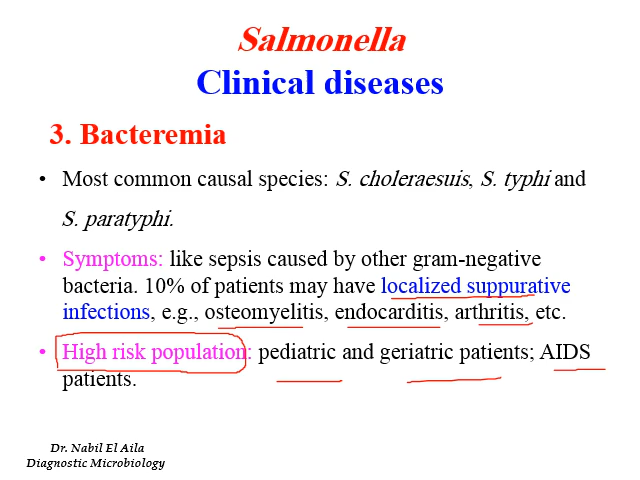 Salmonella
Clinical diseases
3. Bacteremia
• Most common causal species: S. choleraesuis, S. typhi and
S. paratyphi.
• Symptoms: like sepsis caused by other gram-negative
bacteria. 10% of patients may have localized suppurative
infections, e.g., osteomyelitis, endocarditis, arthritis, etc.
• High risk population: pediatric and geriatric patients; AIDS
patients.
Dr. Nabil El Aila
Diagnostic Microbiology